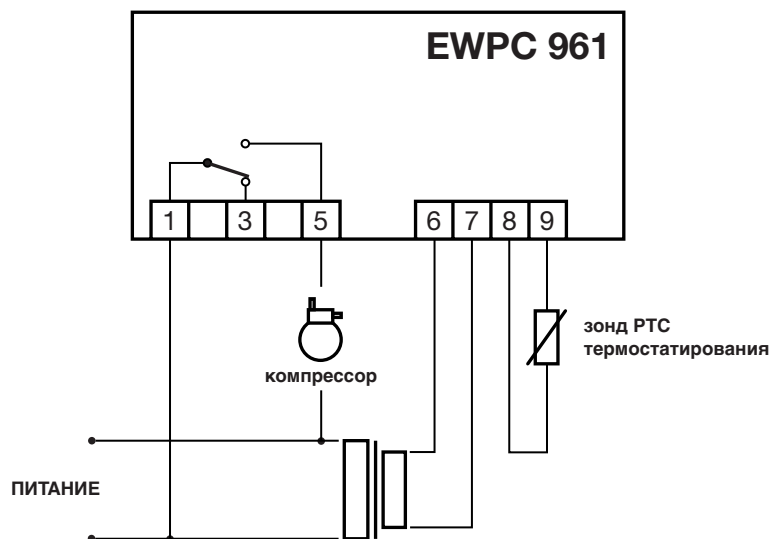 EWPC 961
1 3 5 6 7 8 9
зонд PTC
термостатирования
компрессор
ПИТАНИЕ